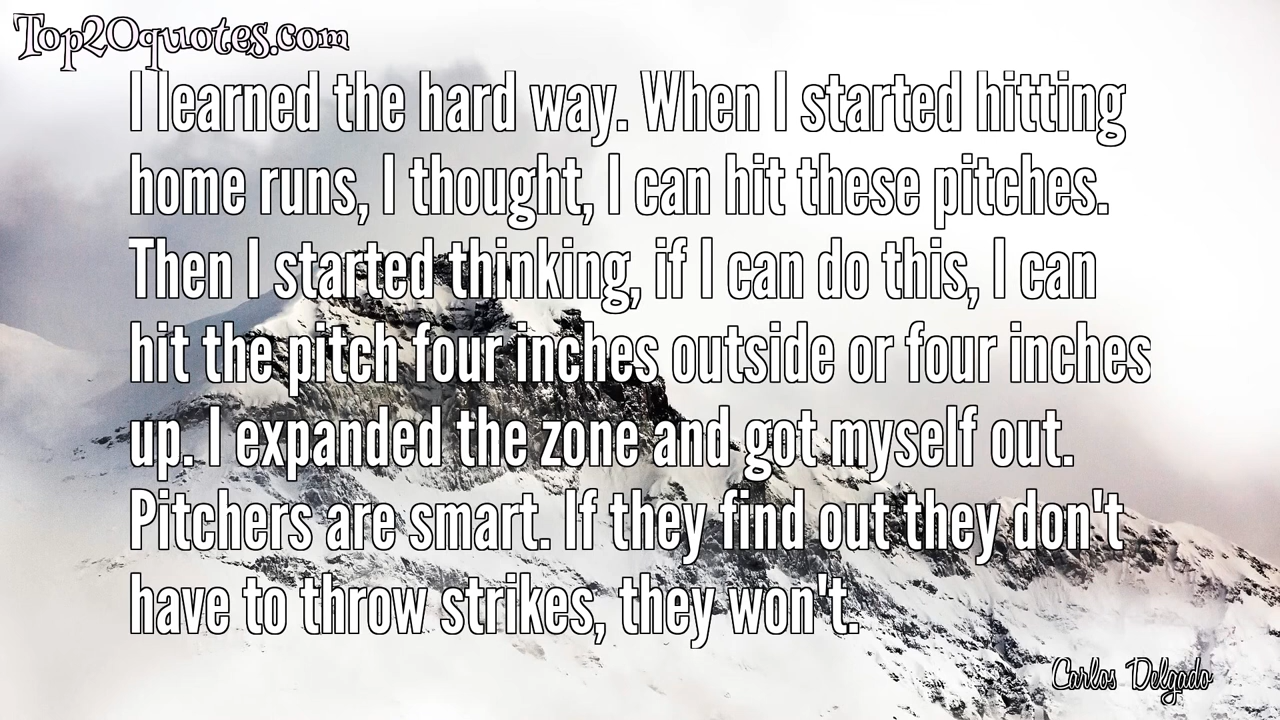 Top20quotes.com
I learned the hard way. When I started hitting
home runs, I thought, I can hit these pitches.
Then I started thinking, if I can do this, I can
hit the pitch four inches outside or four inches
up. I expanded the zone and got myself out.
Pitchers are smart. If they find out they don't
have to throw strikes, they won't.
Carlos Delgado